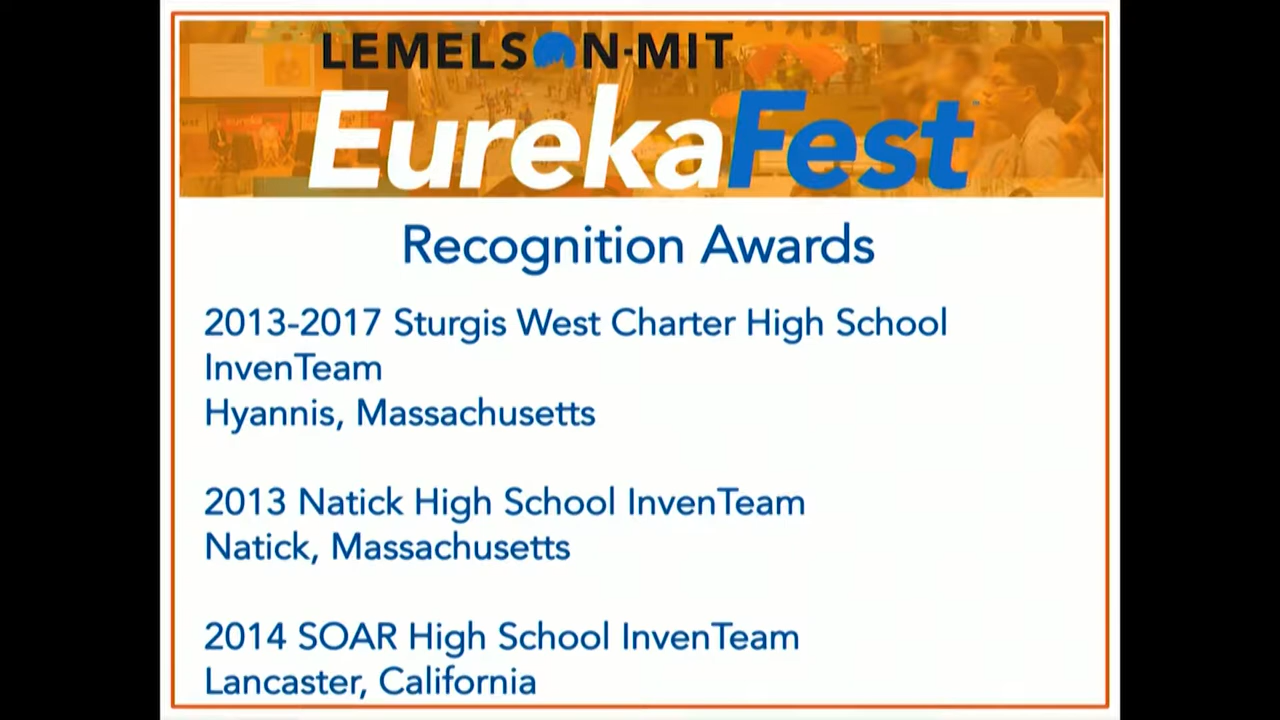 LEMELSON-MIT
EurekaFest
Recognition Awards
2013-2017 Sturgis West Charter High School
InvenTeam
Hyannis, Massachusetts
2013 Natick High School InvenTeam
Natick, Massachusetts
2014 SOAR High School InvenTeam
Lancaster, California